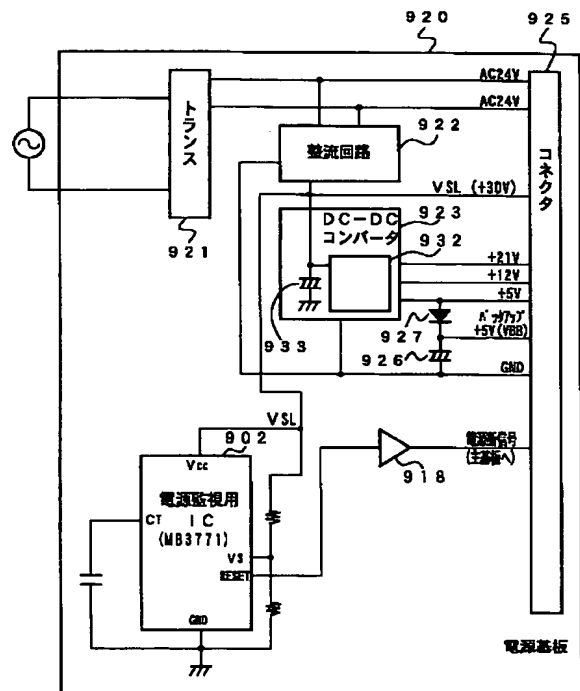 920
925
AC24V
AC24V
トランス
922
整流回路
コネクタ
VSL (+30V)
DC-DC
コンバータ
923
932
921
+21V
+12V
+5V
933
927
バックアップ
+5V(VBB)
926
GND
VSL
902
Vcc
電源断信号
(主基板へ)
918
電源監視用
IC
(MB3771)
CT
VS
RESET
GND
電源基板